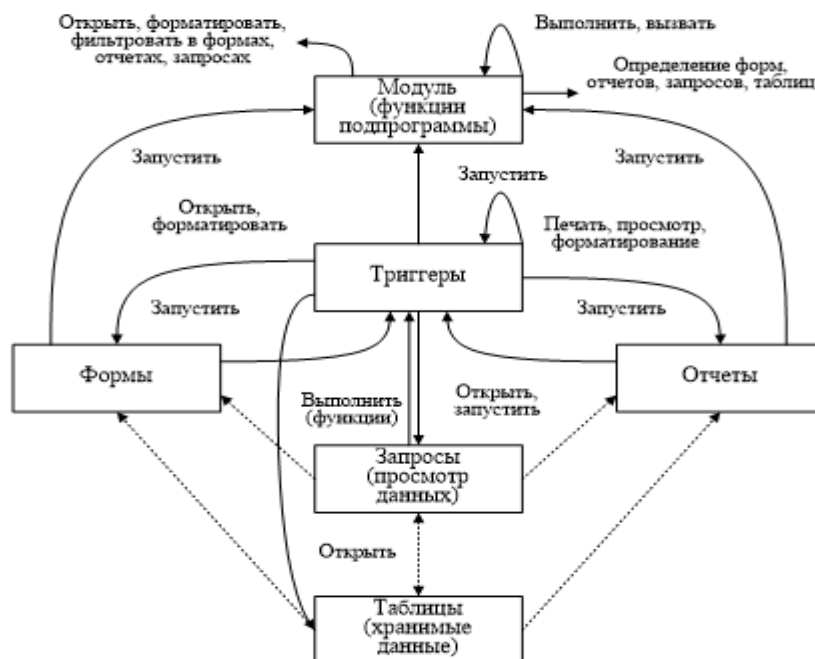 Открыть, форматировать,
фильтровать в формах,
отчетах, запросах
Выполнить, вызвать
Определение форм,
отчетов, запросов, таблиц
Модуль
(функции
подпрограммы)
Запустить
Запустить
Запустить
Открыть,
форматировать
Печать, просмотр,
форматирование
Триггеры
Запустить
Запустить
Формы
Отчеты
Выполнить
(функции)
Открыть,
запустить
Запросы
(просмотр
данных)
Открыть
Таблицы
(хранимые
данные)